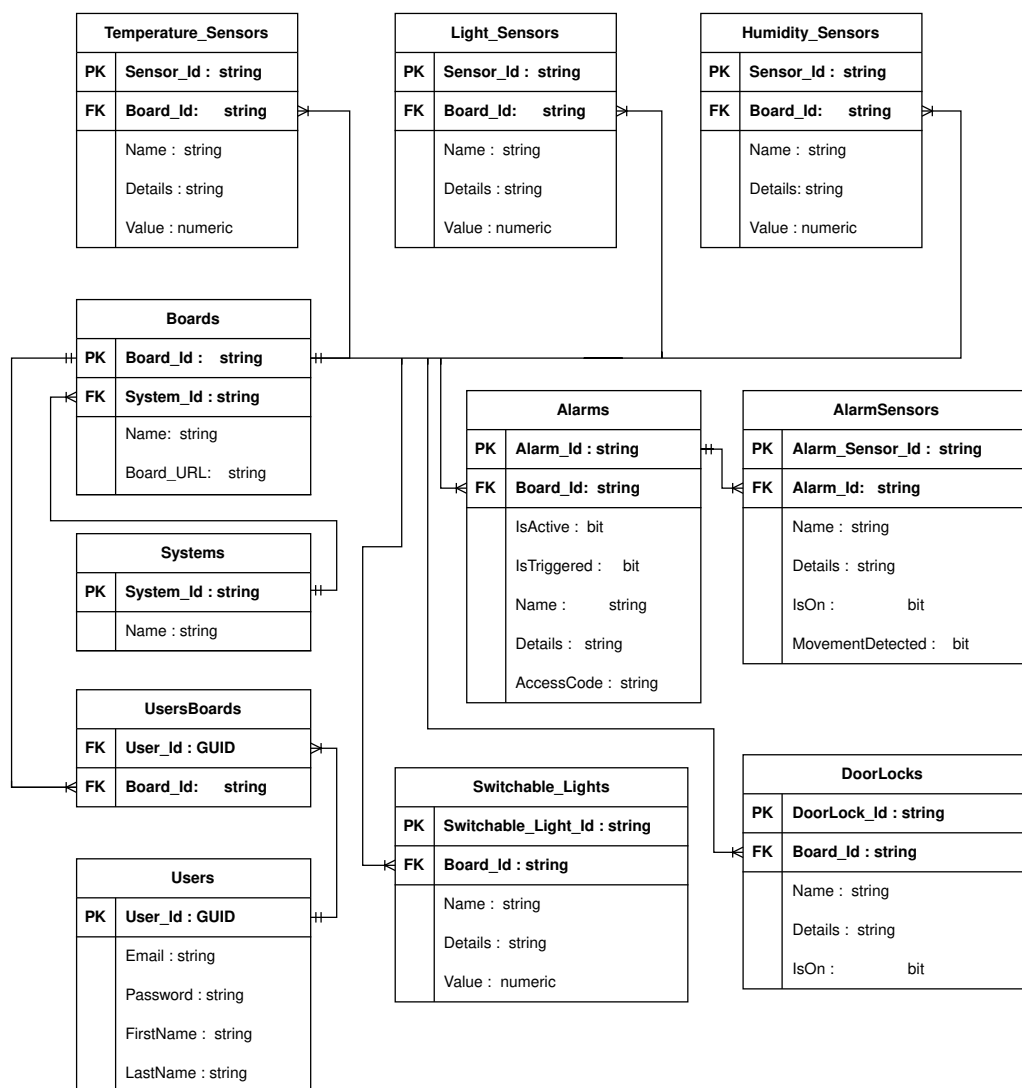 Temperature_Sensors
PK Sensor_Id : string
FK Board_Id: string
Name : string
Details : string
Value : numeric
Light_Sensors
PK Sensor_Id : string
FK Board_Id: string
Name : string
Details : string
Value : numeric
Humidity_Sensors
PK Sensor_Id : string
FK Board_Id: string
Name : string
Details: string
Value : numeric
Boards
PK Board_Id : string
FK System_Id : string
Name: string
Board_URL: string
Alarms
PK Alarm_Id : string
FK Board_Id: string
IsActive : bit
IsTriggered : bit
Name : string
Details : string
AccessCode : string
AlarmSensors
PK Alarm_Sensor_Id : string
FK Alarm_Id: string
Name : string
Details : string
IsOn : bit
MovementDetected : bit
Systems
PK System_Id : string
Name : string
UsersBoards
FK User_Id : GUID
FK Board_Id: string
Switchable_Lights
PK Switchable_Light_Id : string
FK Board_Id : string
Name : string
Details : string
Value : numeric
DoorLocks
PK DoorLock_Id : string
FK Board_Id : string
Name : string
Details : string
IsOn : bit
Users
PK User_Id : GUID
Email : string
Password : string
FirstName : string
LastName : string